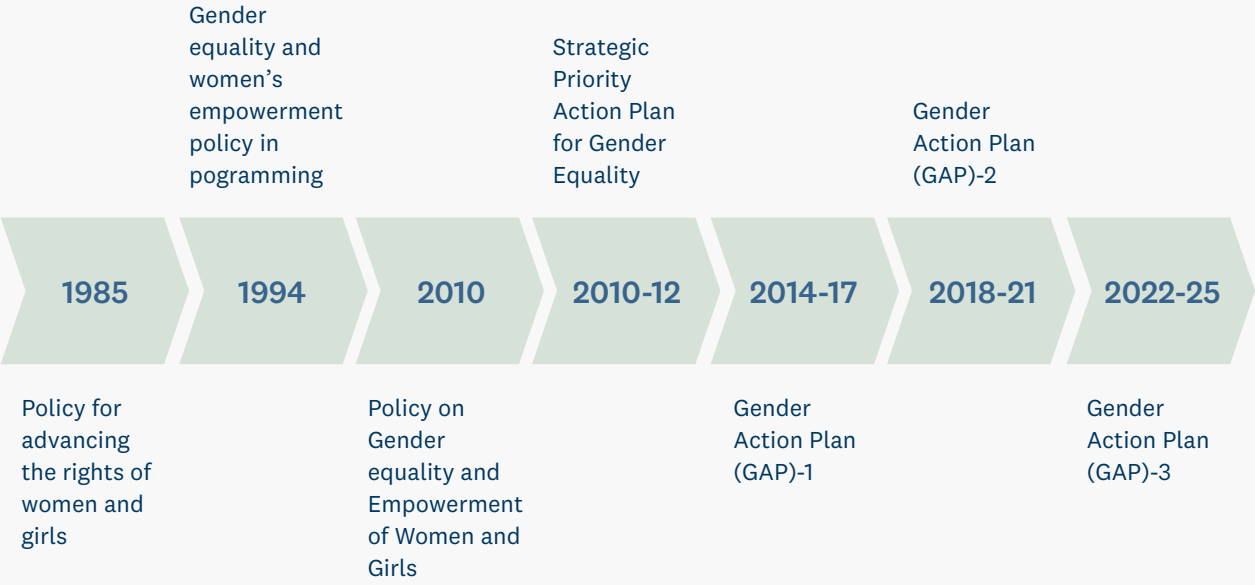 Gender
equality and
women's
empowerment
policy in
pogramming
Strategic
Priority
Action Plan
for Gender
Equality
Gender
Action Plan
(GAP)-2
1985
1994
2010
2010-12
2014-17
2018-21
2022-25
Policy for
advancing
the rights of
women and
girls
Policy on
Gender
equality and
Empowerment
of Women and
Girls
Gender
Action Plan
(GAP)-1
Gender
Action Plan
(GAP)-3